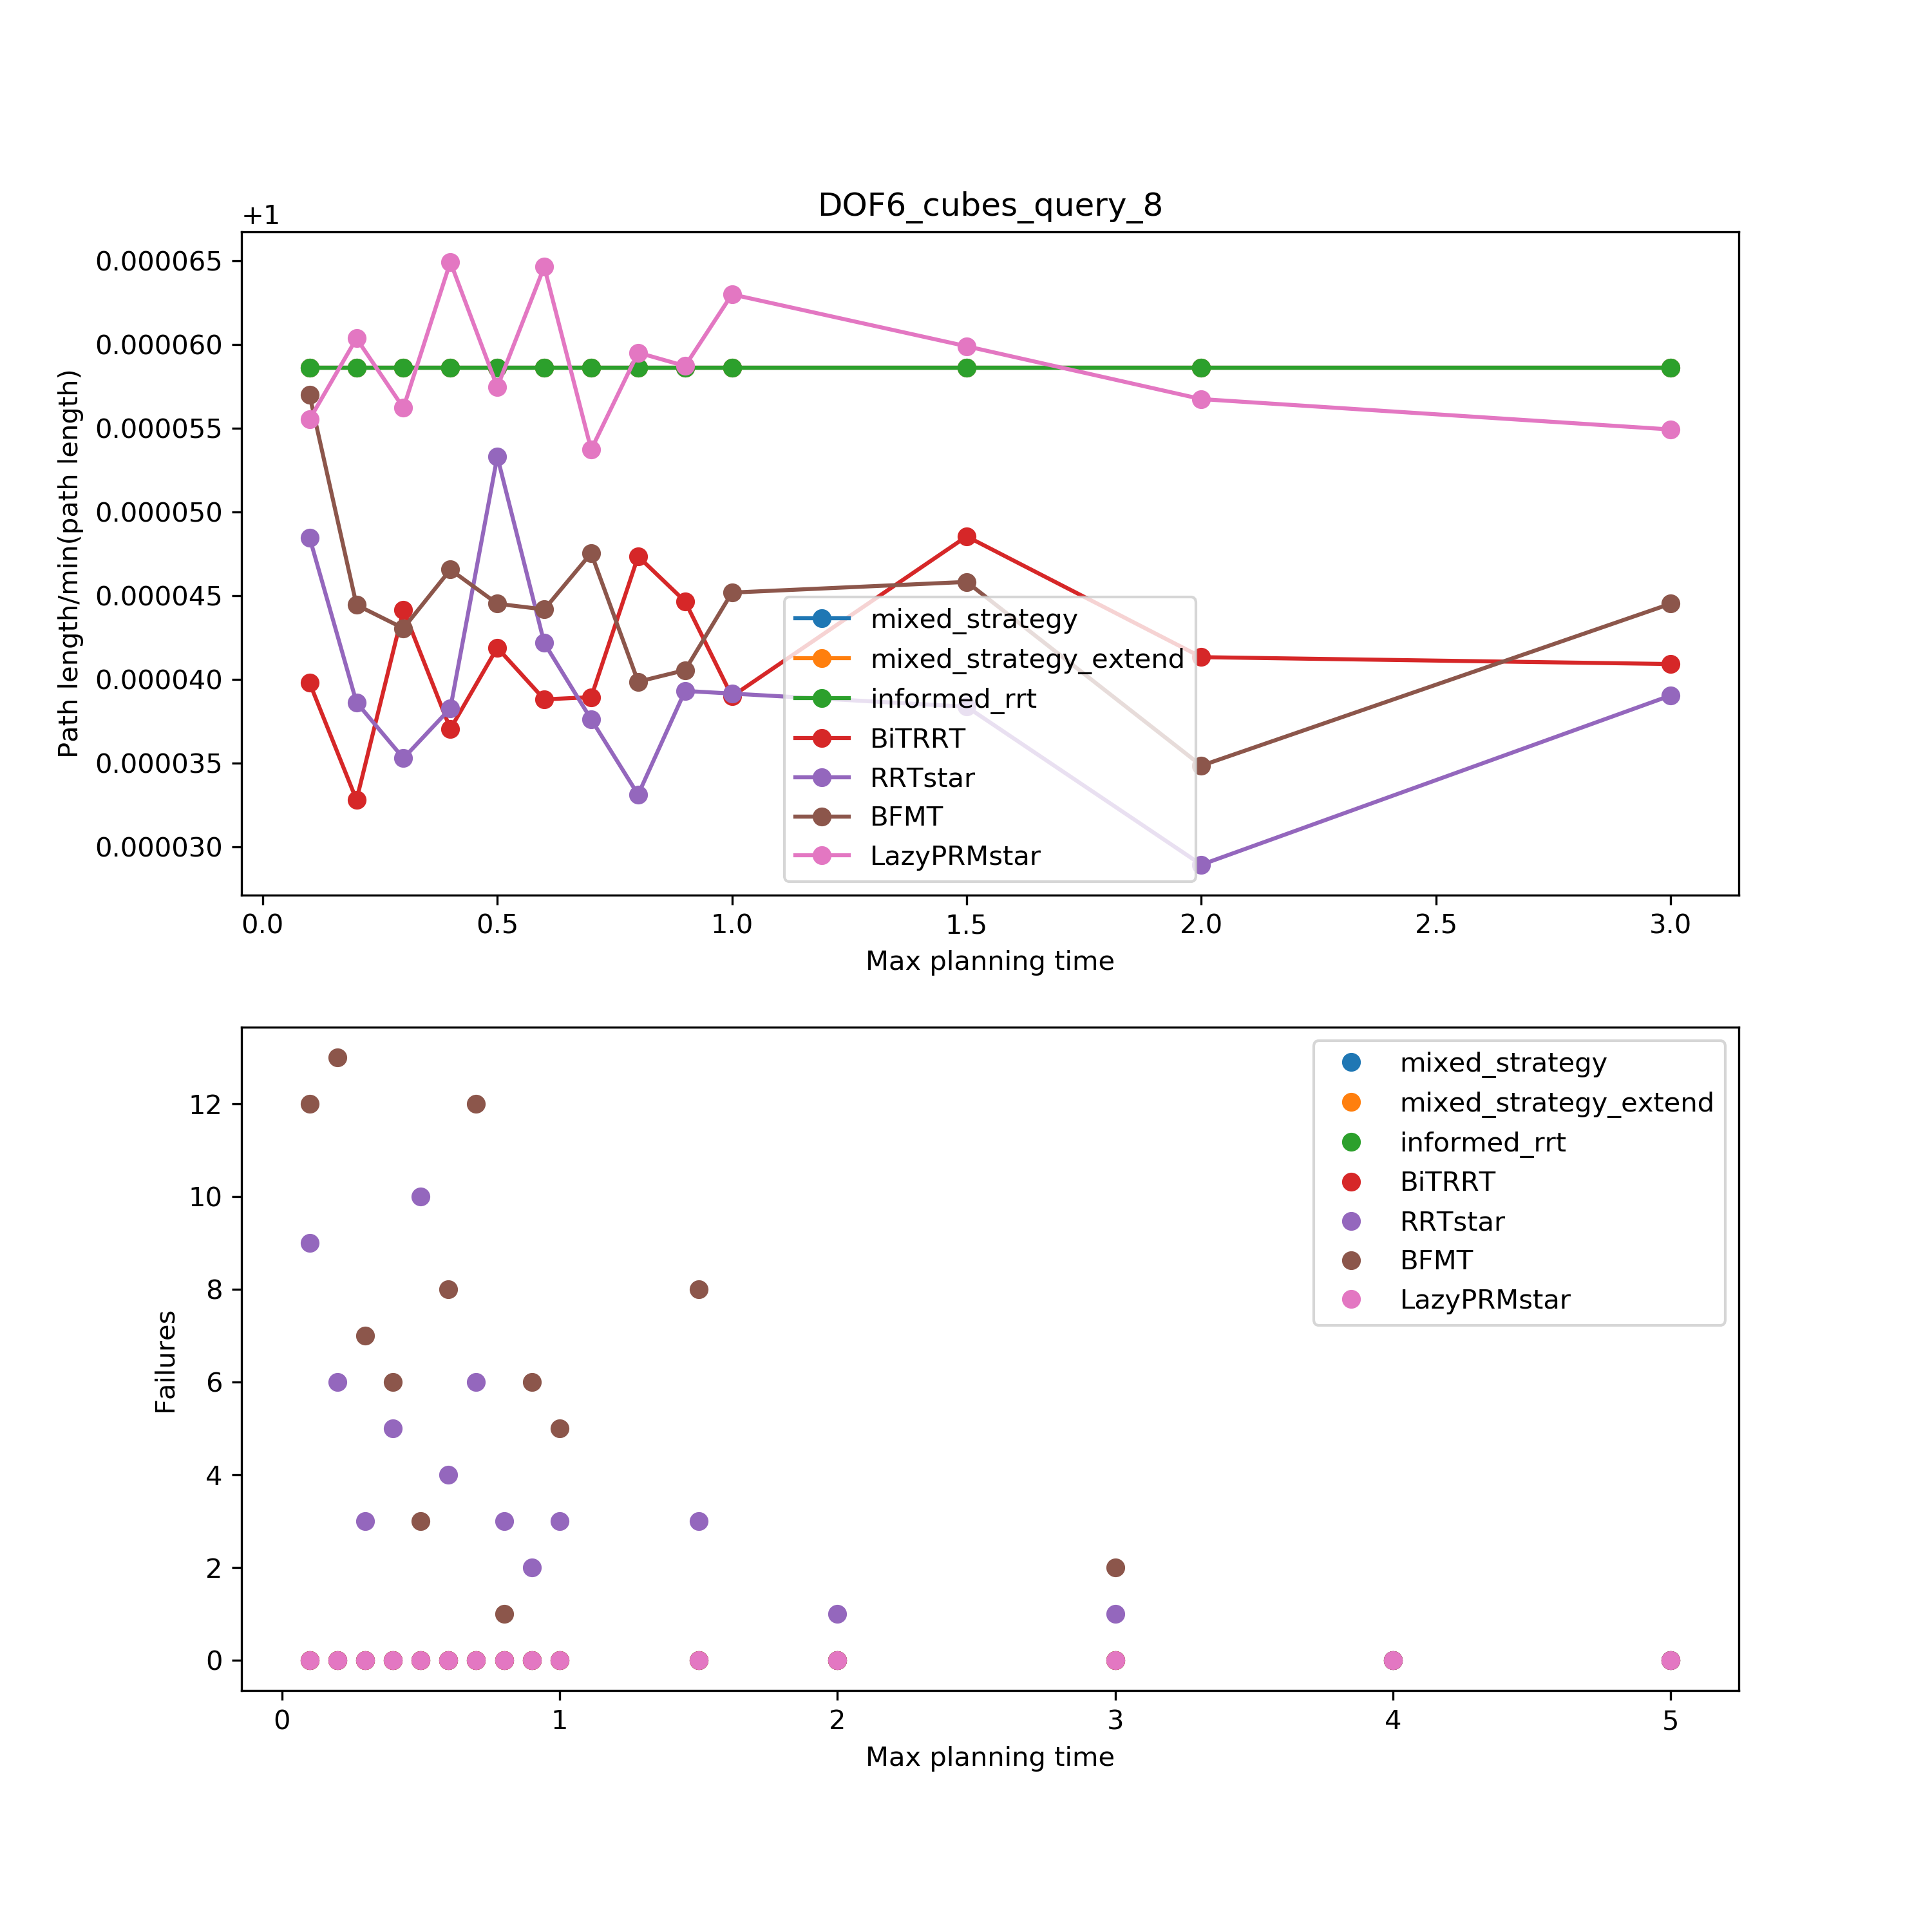 DOF6_cubes_query_8
+1
0.000065
0.000060
0.000055
0.000050
0.000045
0.000040
0.000035
0.000030
Path length/min(path length)
mixed_strategy
mixed_strategy_extend
informed_rrt
BiTRRT
RRTstar
BFMT
LazyPRMstar
0.0 0.5 1.0 1.5 2.0 2.5 3.0
Max planning time
12
10
8
6
4
2
0
Failures
mixed_strategy
mixed_strategy_extend
informed_rrt
BiTRRT
RRTstar
BFMT
LazyPRMstar
0 1 2 3 4 5
Max planning time